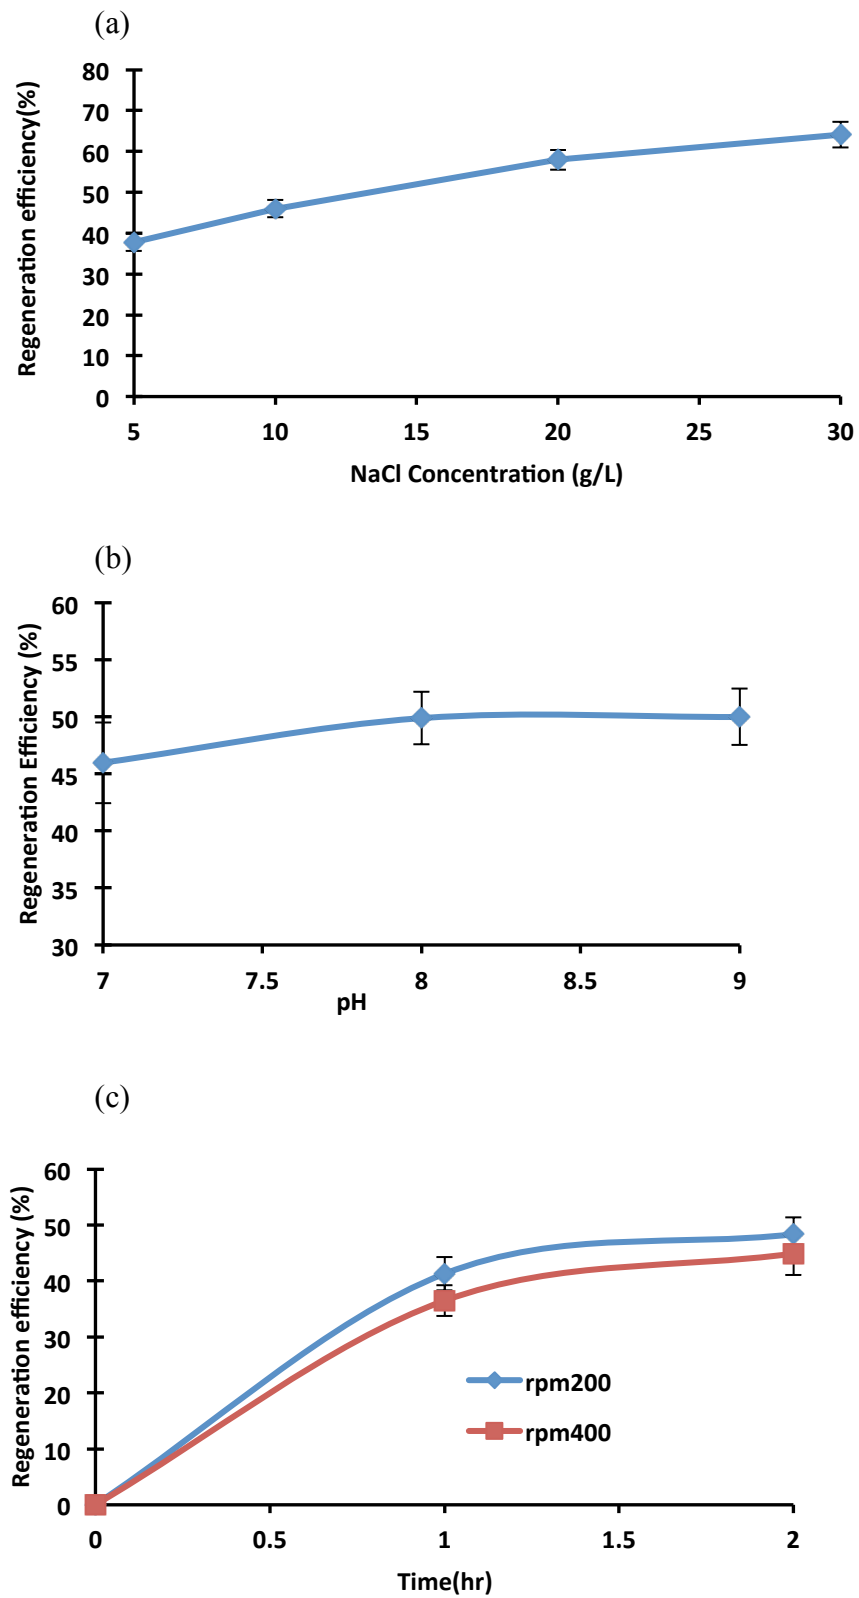 (a)
Regeneration efficiency(%)
80
70
60
50
40
30
20
10
0
5 10 15 20 25 30
NaCl Concentration (g/L)
(b)
Regeneration Efficiency (%)
60
55
50
45
40
35
30
7 7.5 8 8.5 9
pH
(c)
Regeneration efficiency (%)
60
50
40
30
20
10
0
rpm200
rpm400
0 0.5 1 1.5 2
Time(hr)